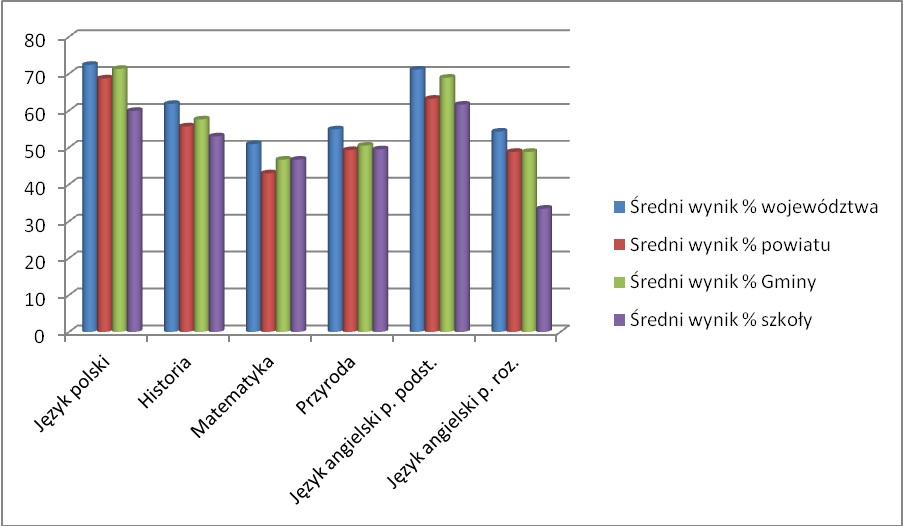 80
70
60
50
40
30
20
10
0
Język polski
Historia
Matematyka
Przyroda
Język angielski p. podst.
Język angielski p. roz.
Średni wynik % województwa
Sredni wynik % powiatu
Średni wynik % Gminy
Średni wynik % szkoły